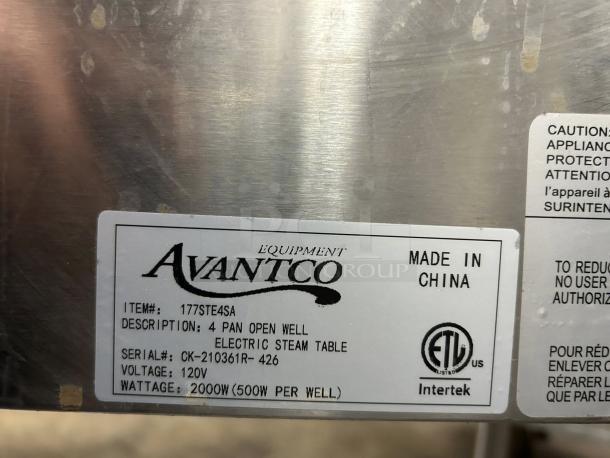 EQUIPMENT
AVANTCO
MADE IN
CHINA
ITEM#: 177STE4SA
DESCRIPTION: 4 PAN OPEN WELL
ELECTRIC STEAM TABLE
SERIAL#: CK-210361R-426
VOLTAGE: 120V
WATTAGE: 2000W(500W PER WELL)
ETL
LISTED
US
Intertek
CAUTION:
APPLIANC
PROTECT
ATTENTIO
l'appareil à
SURINTEN
TO REDUC
NO USER
AUTHORIZ
POUR RÉD
ENLEVER C
RÉPARER L
QUE PAR LE